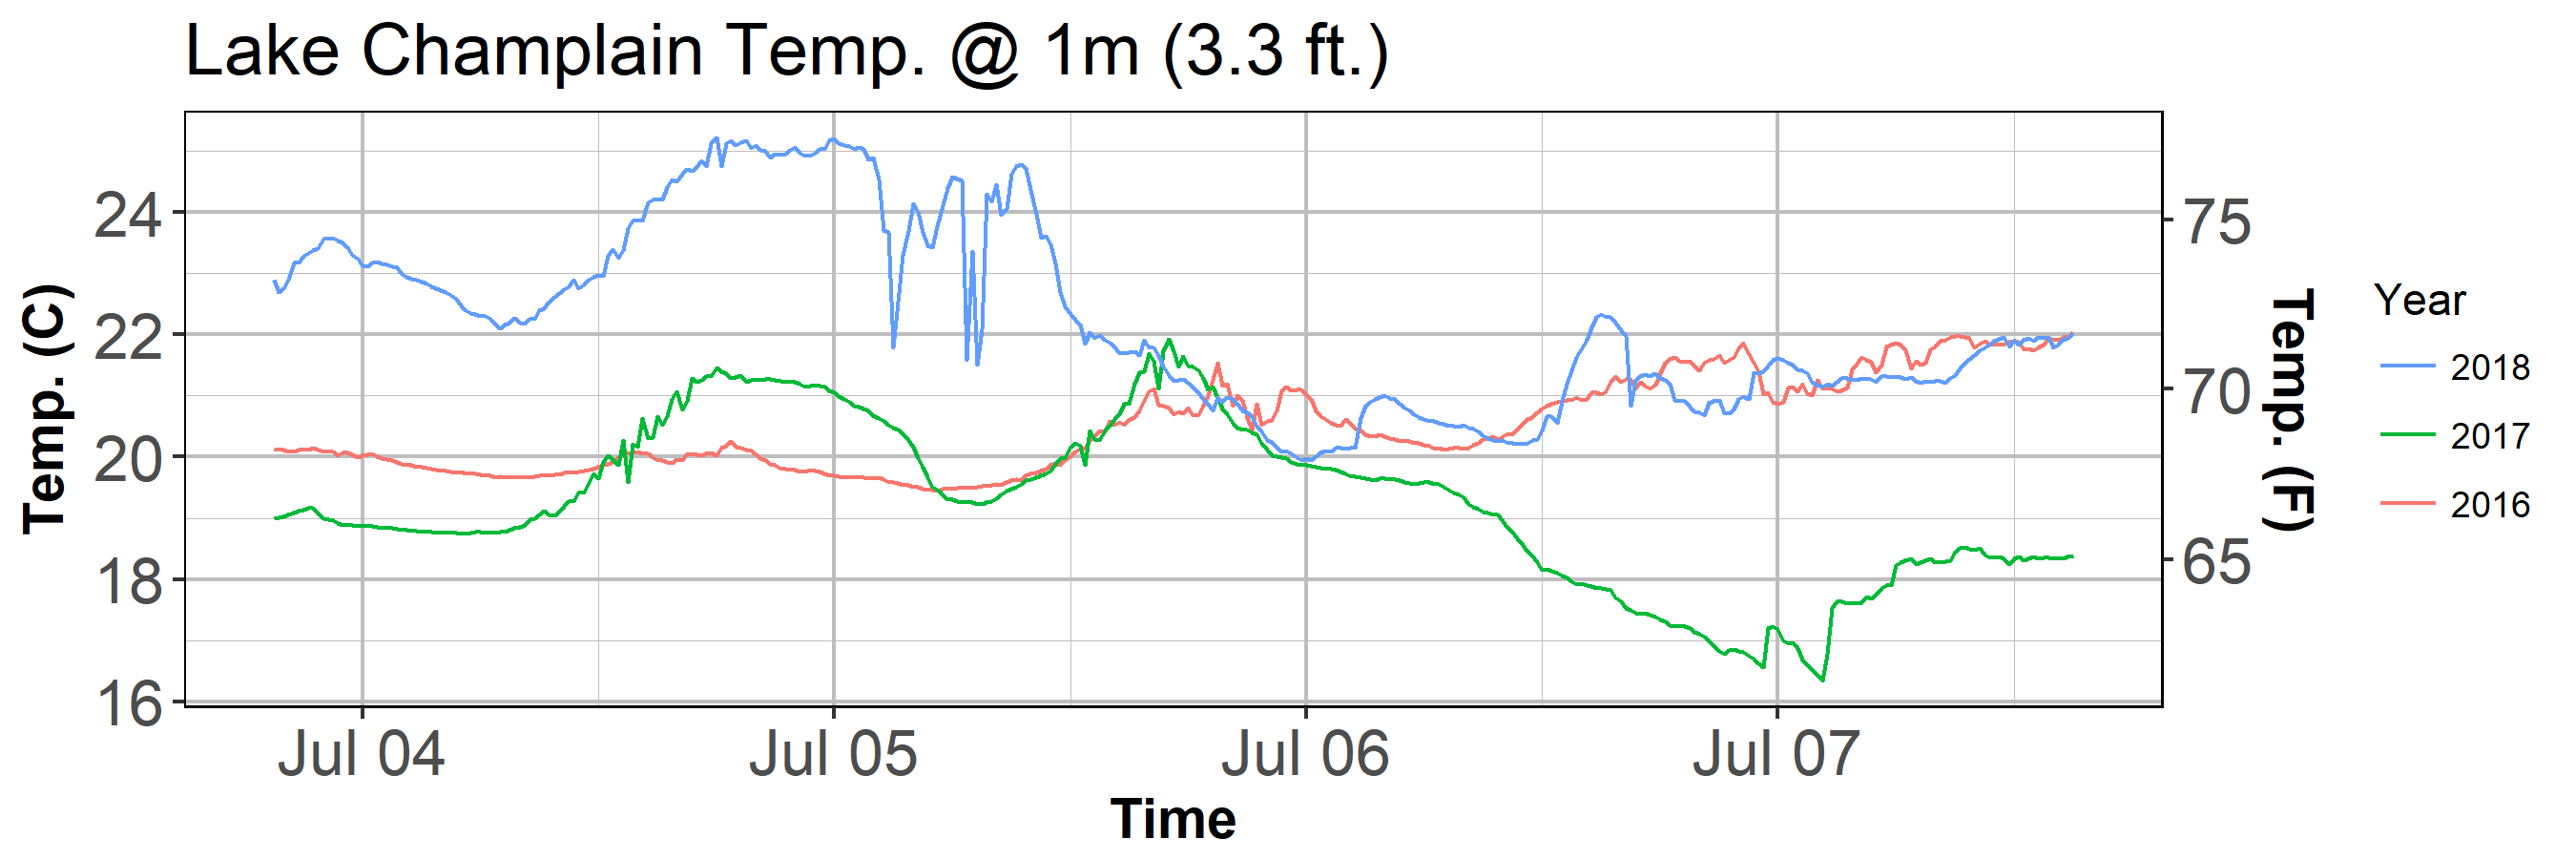 Lake Champlain Temp. @ 1m (3.3 ft.)
Temp. (C)
24
22
20
18
16
75
70
65
Temp. (F)
Jul 04
Jul 05
Jul 06
Jul 07
Time
Year
2018
2017
2016